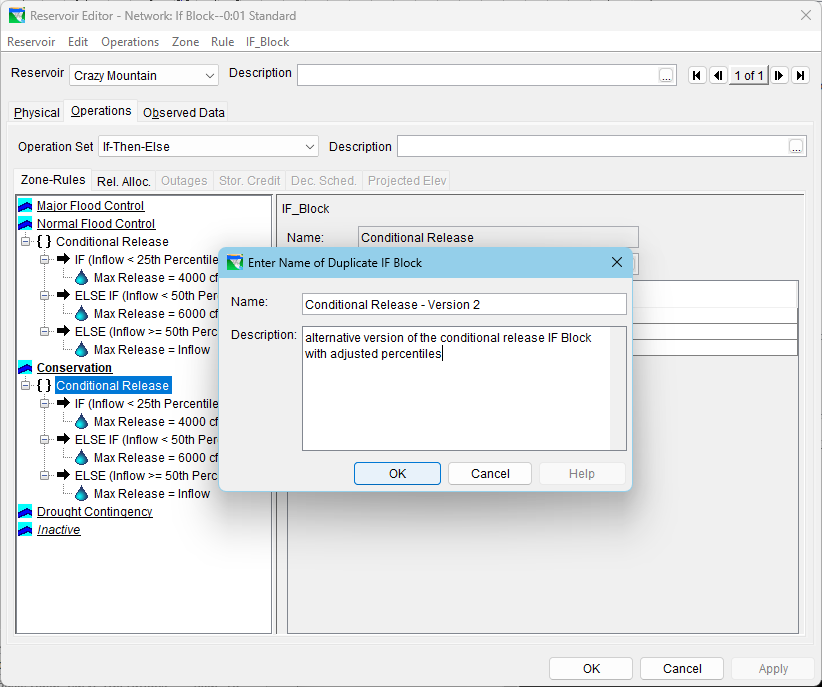 Reservoir Editor - Network: If Block--0:01 Standard
Reservoir Edit Operations Zone Rule IF_Block
Reservoir Crazy Mountain Description ... 1 of 1
Physical Operations Observed Data
Operation Set If-Then-Else Description ...
Zone-Rules Rel. Alloc. Outages Stor. Credit Dec. Sched. Projected Elev
Major Flood Control
Normal Flood Control
{ } Conditional Release
IF (Inflow < 25th Percentile
Max Release = 4000 cf
ELSE IF (Inflow < 50th Per
Max Release = 6000 cf
ELSE (Inflow >= 50th Perc
Max Release = Inflow
Conservation
{ } Conditional Release
IF (Inflow < 25th Percentile
Max Release = 4000 cf
ELSE IF (Inflow < 50th Per
Max Release = 6000 cf
ELSE (Inflow >= 50th Perc
Max Release = Inflow
Drought Contingency
Inactive
IF_Block
Name: Conditional Release
Enter Name of Duplicate IF Block
Name: Conditional Release - Version 2
Description: alternative version of the conditional release IF Block
with adjusted percentiles
OK Cancel Help
OK Cancel Apply